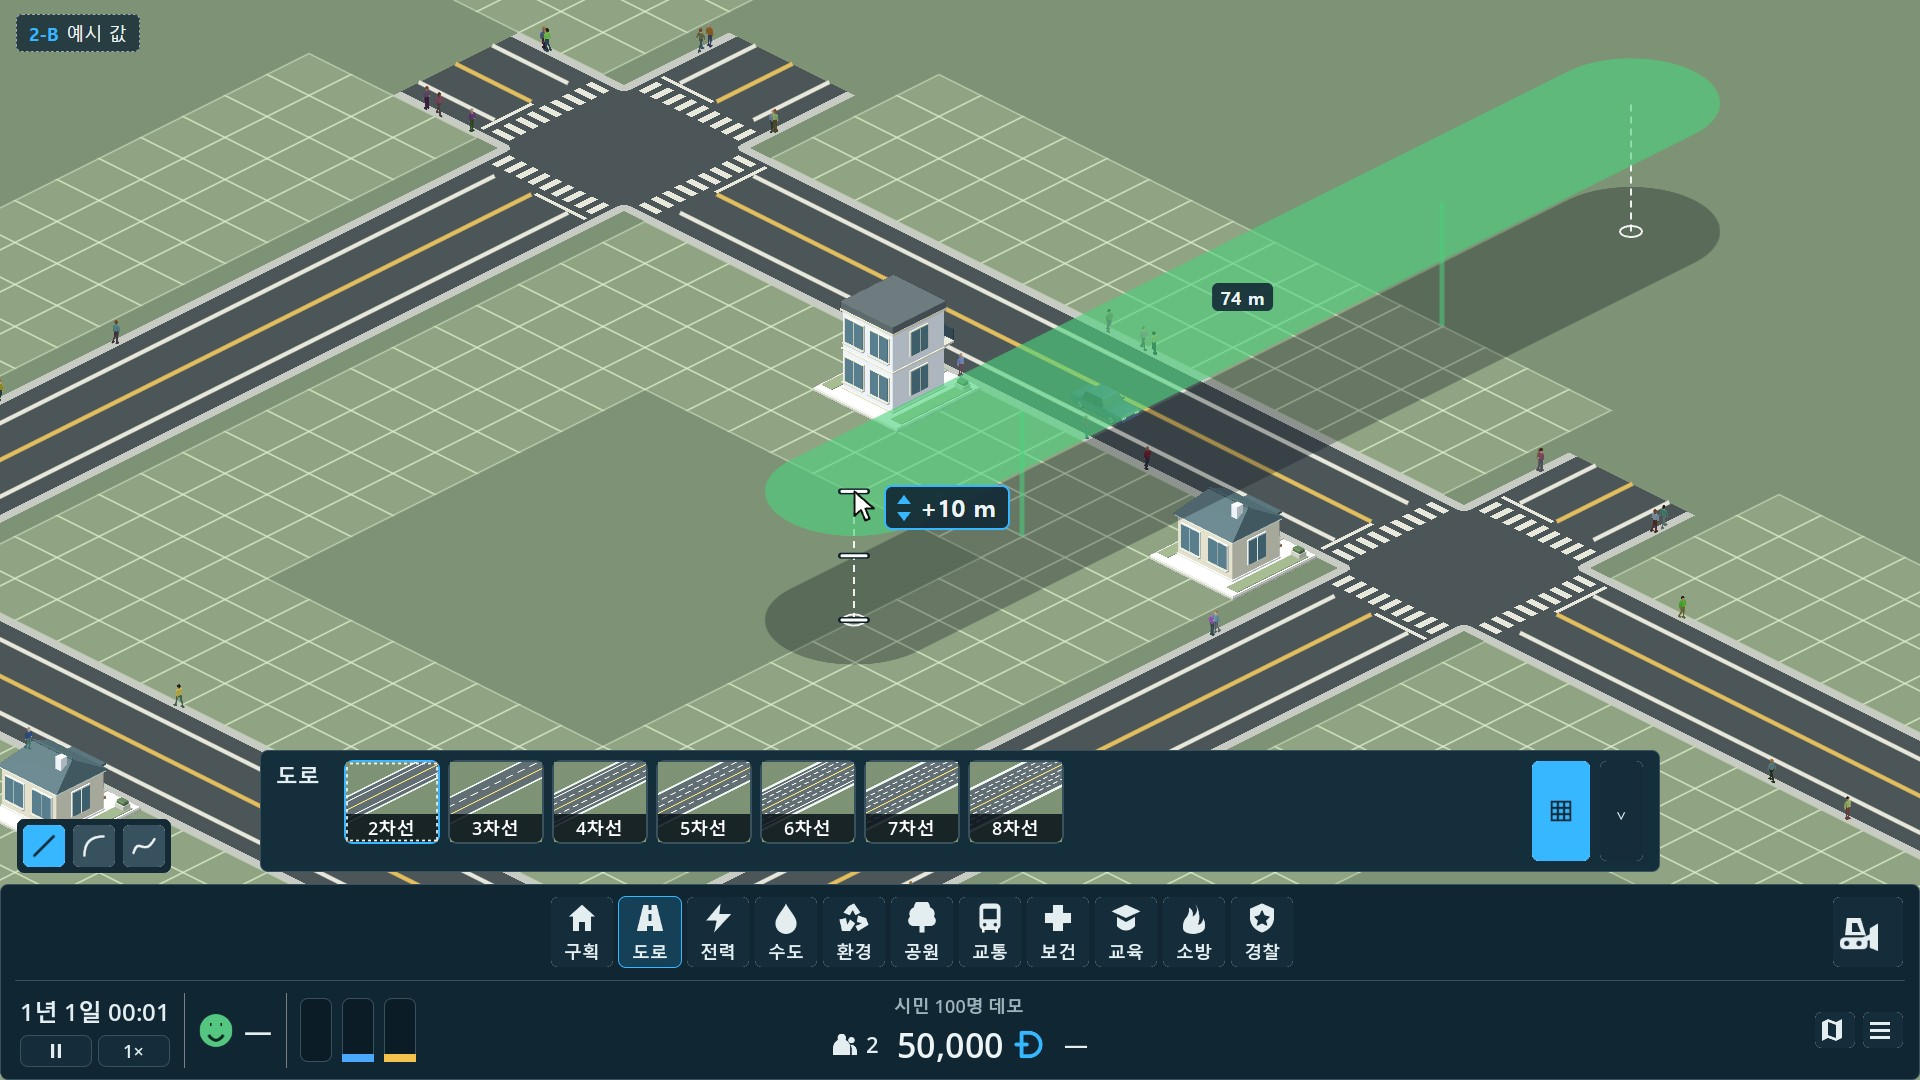 2-B 예시 값
74 m
+10 m
도로
2차선
3차선
4차선
5차선
6차선
7차선
8차선
구획
도로
전력
수도
환경
공원
교통
보건
교육
소방
경찰
1년 1일 00:01
1×
—
시민 100명 데모
2
50,000 —